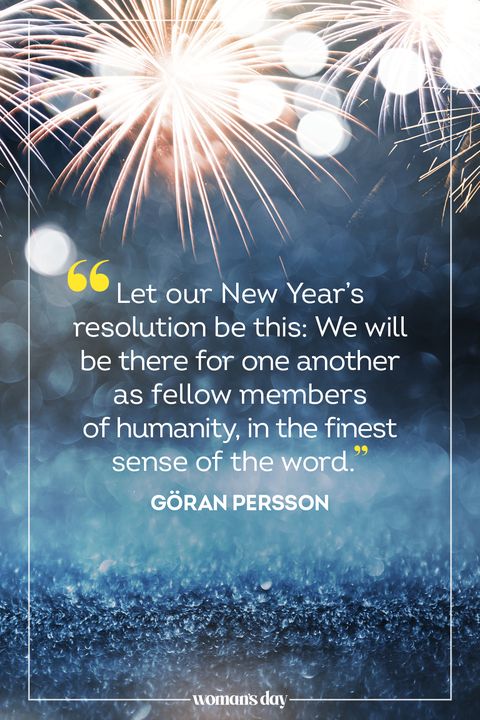 “ Let our New Year’s
resolution be this: We will
be there for one another
as fellow members
of humanity, in the finest
sense of the word.”
GÖRAN PERSSON
woman's day